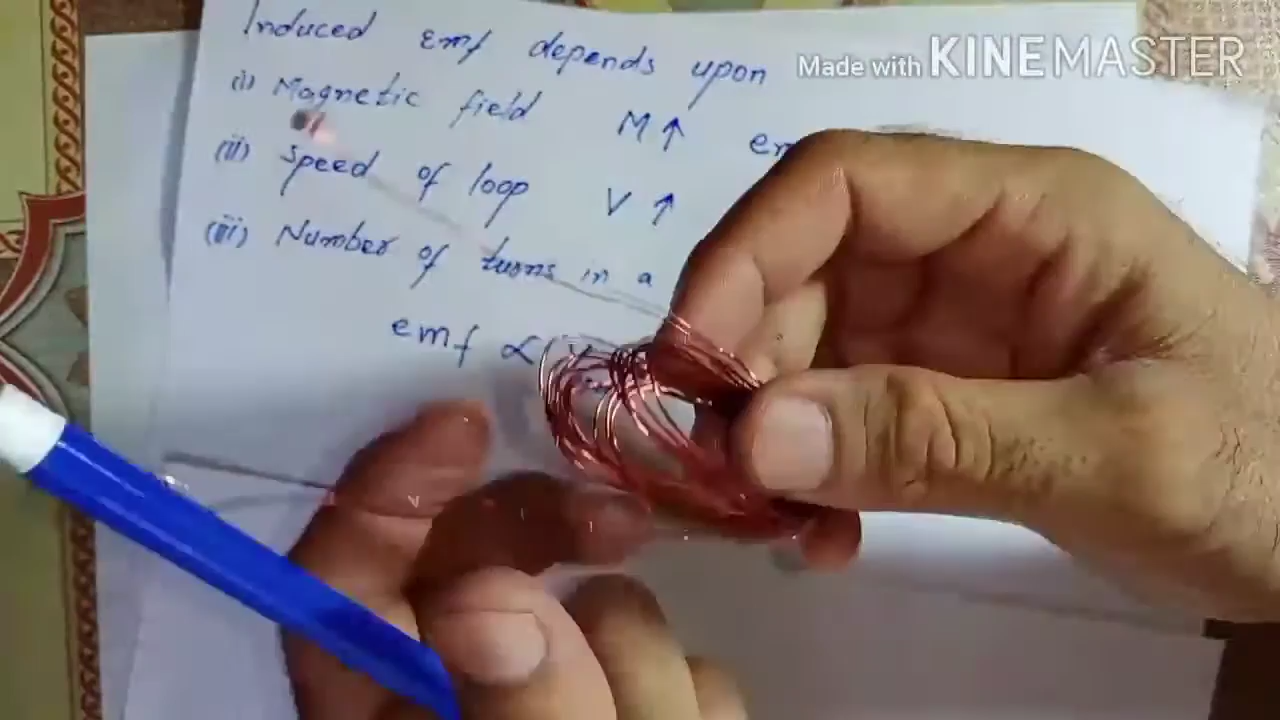 Induced emf depends upon
Made with KINEMASTER
(i) Magnetic field M↑
(ii) Speed of loop V↑
(iii) Number of turns in a
emf ∝